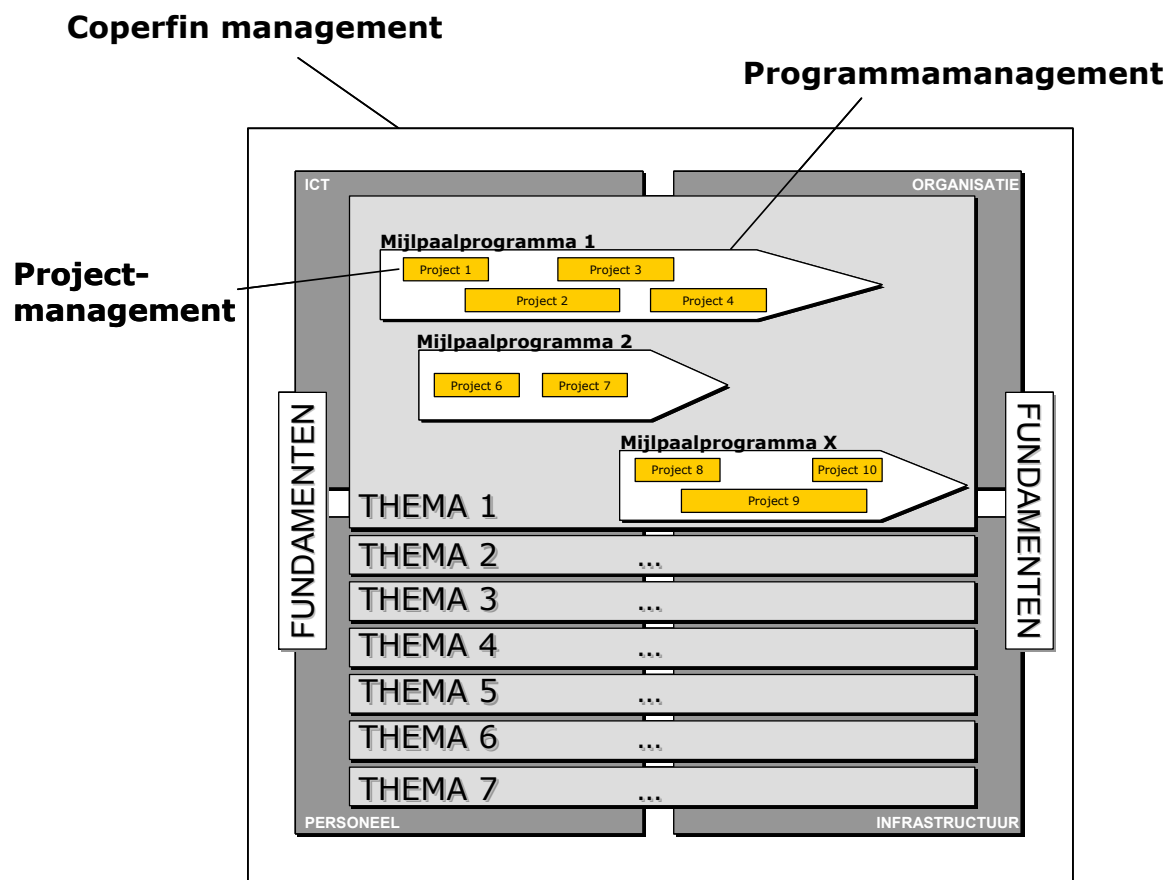 Coperfin management
Programmamanagement
ICT
ORGANISATIE
Mijlpaalprogramma 1
Project 1
Project 3
Project 2
Project 4
Project-
management
Mijlpaalprogramma 2
Project 6
Project 7
Mijlpaalprogramma X
Project 8
Project 10
Project 9
FUNDAMENTEN
FUNDAMENTEN
THEMA 1
THEMA 2 ...
THEMA 3 ...
THEMA 4 ...
THEMA 5 ...
THEMA 6 ...
THEMA 7 ...
PERSONEEL
INFRASTRUCTUUR